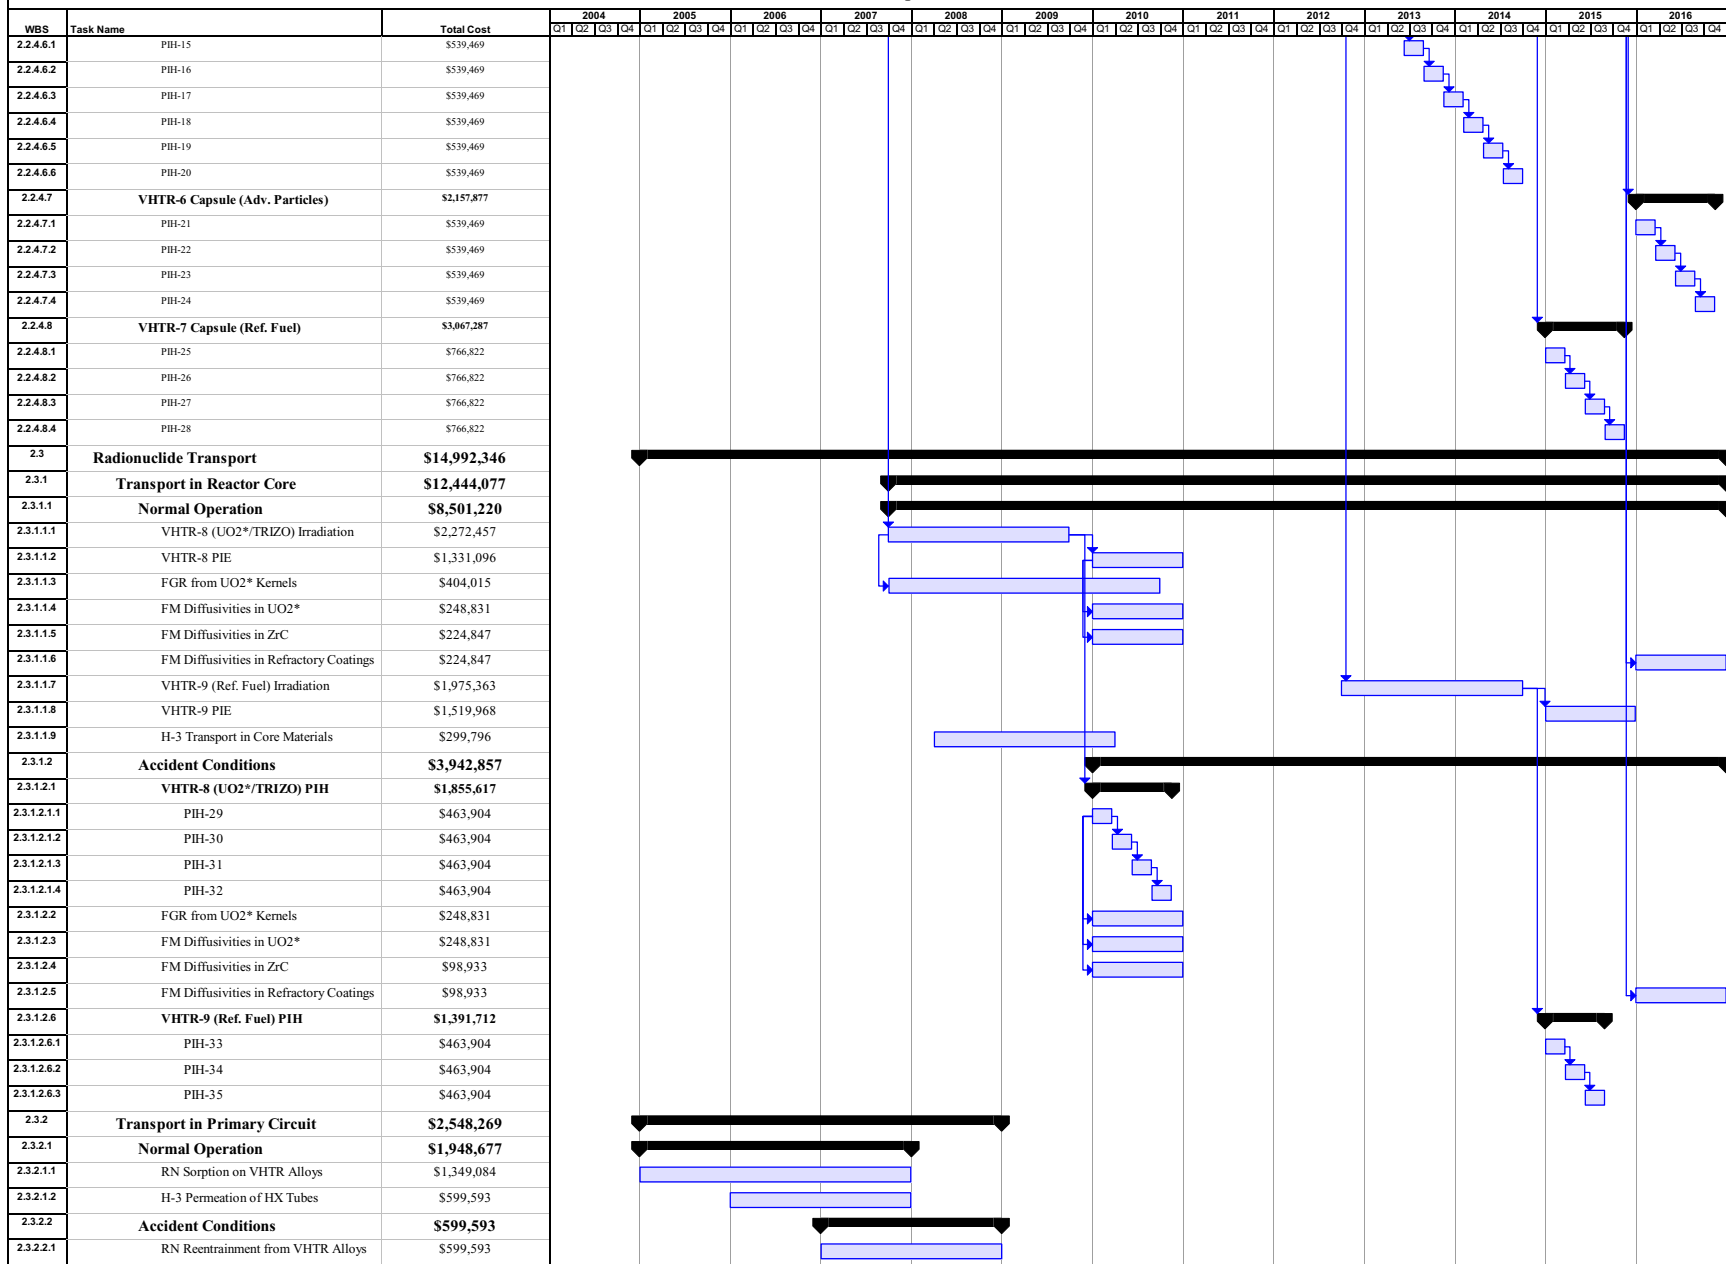 2004 2005 2006 2007 2008 2009 2010 2011 2012 2013 2014 2015 2016
WBS Task Name Total Cost Q1 Q2 Q3 Q4 Q1 Q2 Q3 Q4 Q1 Q2 Q3 Q4 Q1 Q2 Q3 Q4 Q1 Q2 Q3 Q4 Q1 Q2 Q3 Q4 Q1 Q2 Q3 Q4 Q1 Q2 Q3 Q4 Q1 Q2 Q3 Q4 Q1 Q2 Q3 Q4 Q1 Q2 Q3 Q4 Q1 Q2 Q3 Q4 Q1 Q2 Q3 Q4
2.2.4.6.1 PIH-15 $539,469
2.2.4.6.2 PIH-16 $539,469
2.2.4.6.3 PIH-17 $539,469
2.2.4.6.4 PIH-18 $539,469
2.2.4.6.5 PIH-19 $539,469
2.2.4.6.6 PIH-20 $539,469
2.2.4.7 VHTR-6 Capsule (Adv. Particles) $2,157,877
2.2.4.7.1 PIH-21 $539,469
2.2.4.7.2 PIH-22 $539,469
2.2.4.7.3 PIH-23 $539,469
2.2.4.7.4 PIH-24 $539,469
2.2.4.8 VHTR-7 Capsule (Ref. Fuel) $3,067,287
2.2.4.8.1 PIH-25 $766,822
2.2.4.8.2 PIH-26 $766,822
2.2.4.8.3 PIH-27 $766,822
2.2.4.8.4 PIH-28 $766,822
2.3 Radionuclide Transport $14,992,346
2.3.1 Transport in Reactor Core $12,444,077
2.3.1.1 Normal Operation $8,501,220
2.3.1.1.1 VHTR-8 (UO2*/TRIZO) Irradiation $2,272,457
2.3.1.1.2 VHTR-8 PIE $1,331,096
2.3.1.1.3 FGR from UO2* Kernels $404,015
2.3.1.1.4 FM Diffusivities in UO2* $248,831
2.3.1.1.5 FM Diffusivities in ZrC $224,847
2.3.1.1.6 FM Diffusivities in Refractory Coatings $224,847
2.3.1.1.7 VHTR-9 (Ref. Fuel) Irradiation $1,975,363
2.3.1.1.8 VHTR-9 PIE $1,519,968
2.3.1.1.9 H-3 Transport in Core Materials $299,796
2.3.1.2 Accident Conditions $3,942,857
2.3.1.2.1 VHTR-8 (UO2*/TRIZO) PIH $1,855,617
2.3.1.2.1.1 PIH-29 $463,904
2.3.1.2.1.2 PIH-30 $463,904
2.3.1.2.1.3 PIH-31 $463,904
2.3.1.2.1.4 PIH-32 $463,904
2.3.1.2.2 FGR from UO2* Kernels $248,831
2.3.1.2.3 FM Diffusivities in UO2* $248,831
2.3.1.2.4 FM Diffusivities in ZrC $98,933
2.3.1.2.5 FM Diffusivities in Refractory Coatings $98,933
2.3.1.2.6 VHTR-9 (Ref. Fuel) PIH $1,391,712
2.3.1.2.6.1 PIH-33 $463,904
2.3.1.2.6.2 PIH-34 $463,904
2.3.1.2.6.3 PIH-35 $463,904
2.3.2 Transport in Primary Circuit $2,548,269
2.3.2.1 Normal Operation $1,948,677
2.3.2.1.1 RN Sorption on VHTR Alloys $1,349,084
2.3.2.1.2 H-3 Permeation of HX Tubes $599,593
2.3.2.2 Accident Conditions $599,593
2.3.2.2.1 RN Reentrainment from VHTR Alloys $599,593